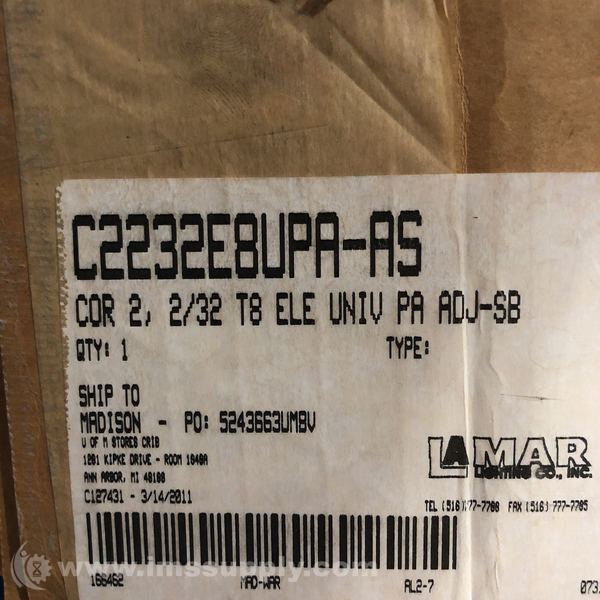 C2232E8UPA-AS
COR 2, 2/32 T8 ELE UNIV PA ADJ-SB
QTY: 1 TYPE:
SHIP TO
MADISON - PO: 5243663UMBV
U OF M STORES CRIB
1201 KIPKE DRIVE - ROOM 1640A
ANN ARBOR, MI 48108
C127431 - 3/14/2011
LAMAR
LIGHTING CO., INC.
TEL (516)777-7700 FAX (516) 777-7705
166462 MAD-WAR AL2-7 073
www.imssupply.com